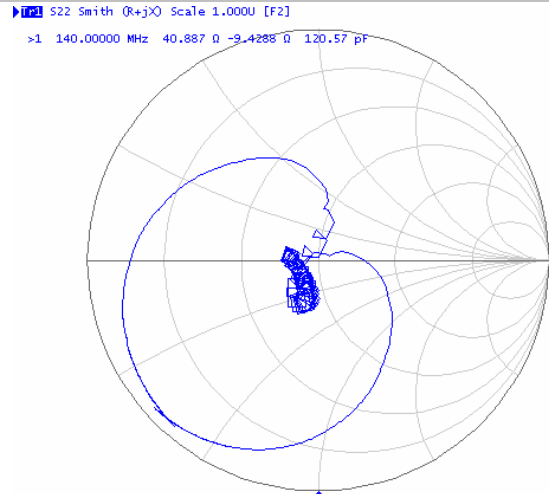 Tr1 S22 Smith (R+jX) Scale 1.000U [F2]
>1 140.00000 MHz 40.887 Ω -9.4288 Ω 120.57 pF